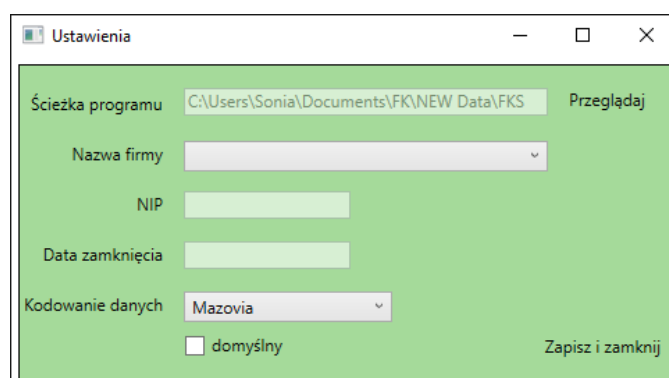 Ustawienia
Ścieżka programu C:\Users\Sonia\Documents\FK\NEW Data\FKS Przeglądaj
Nazwa firmy
NIP
Data zamknięcia
Kodowanie danych Mazovia
domyślny Zapisz i zamknij